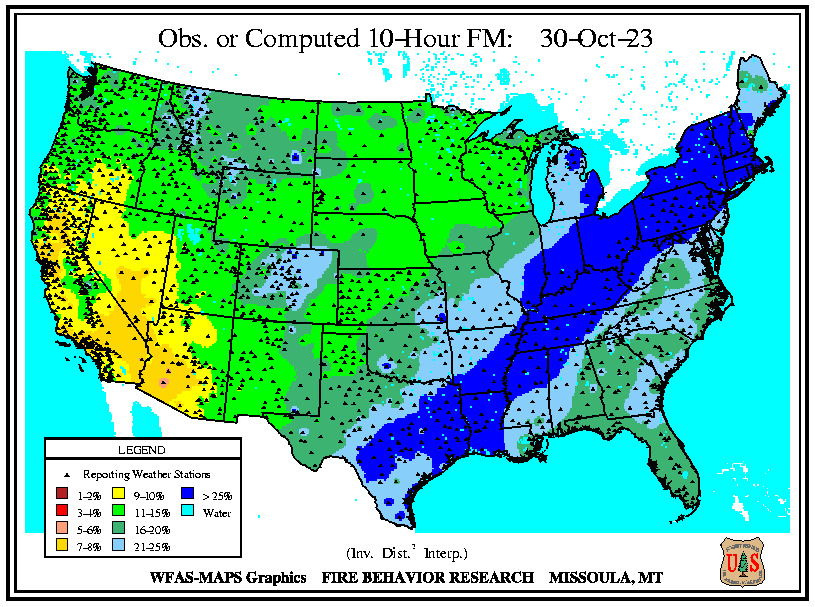 Obs. or Computed 10-Hour FM: 30-Oct-23
LEGEND
Reporting Weather Stations
1-2% 9-10% > 25%
3-4% 11-15% Water
5-6% 16-20%
7-8% 21-25%
(Inv. Dist.² Interp.)
WFAS-MAPS Graphics FIRE BEHAVIOR RESEARCH MISSOULA, MT
U S